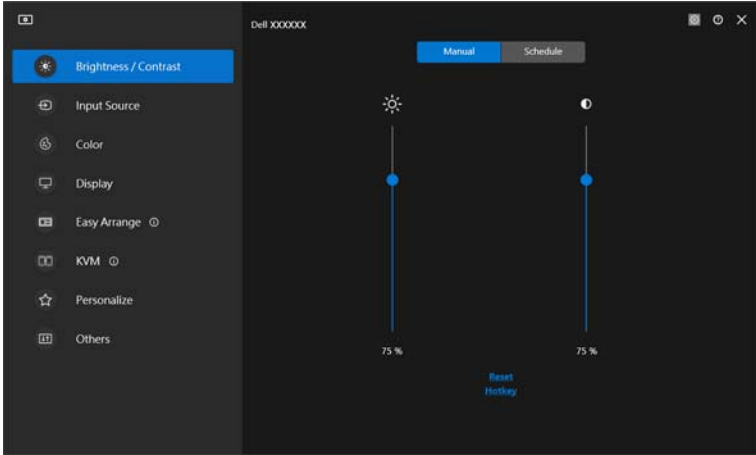 Dell XXXXXX
Manual
Schedule
Brightness / Contrast
Input Source
Color
Display
Easy Arrange
KVM
Personalize
Others
75 %
75 %
Reset
Hotkey